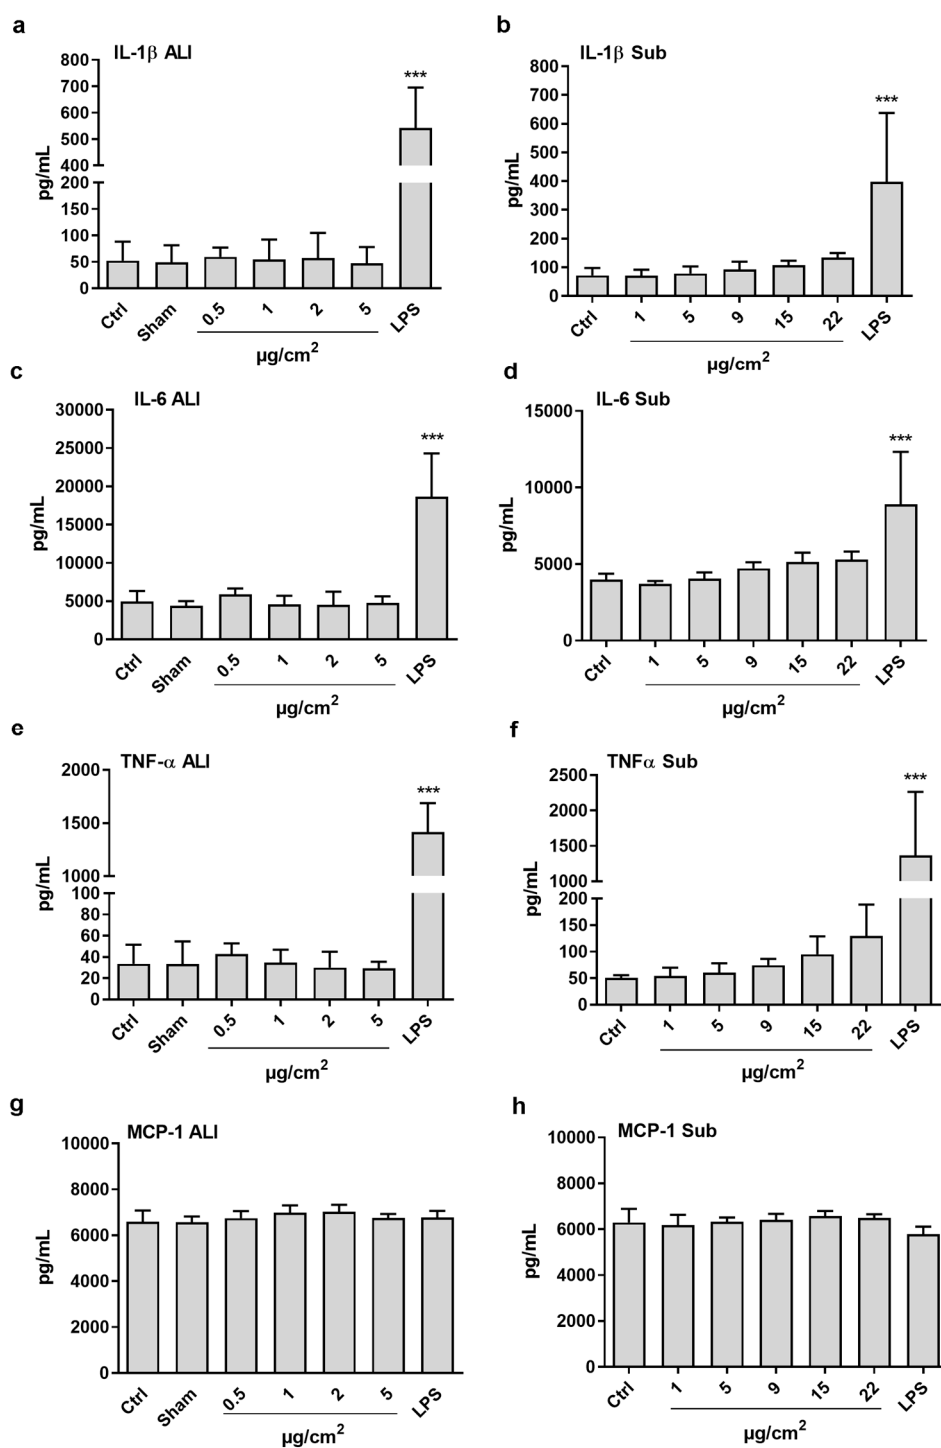 a
IL-1β ALI
800
700
600
500
400
200
150
100
50
0
pg/mL
***
Ctrl Sham 0.5 1 2 5 LPS
µg/cm2
b
IL-1β Sub
800
700
600
500
400
300
200
100
0
pg/mL
***
Ctrl 1 5 9 15 22 LPS
µg/cm2
c
IL-6 ALI
30000
25000
20000
15000
10000
5000
0
pg/mL
***
Ctrl Sham 0.5 1 2 5 LPS
µg/cm2
d
IL-6 Sub
15000
10000
5000
0
pg/mL
***
Ctrl 1 5 9 15 22 LPS
µg/cm2
e
TNF-α ALI
2000
1500
1000
100
80
60
40
20
0
pg/mL
***
Ctrl Sham 0.5 1 2 5 LPS
µg/cm2
f
TNFα Sub
2500
2000
1500
1000
200
150
100
50
0
pg/mL
***
Ctrl 1 5 9 15 22 LPS
µg/cm2
g
MCP-1 ALI
10000
8000
6000
4000
2000
0
pg/mL
Ctrl Sham 0.5 1 2 5 LPS
µg/cm2
h
MCP-1 Sub
10000
8000
6000
4000
2000
0
pg/mL
Ctrl 1 5 9 15 22 LPS
µg/cm2